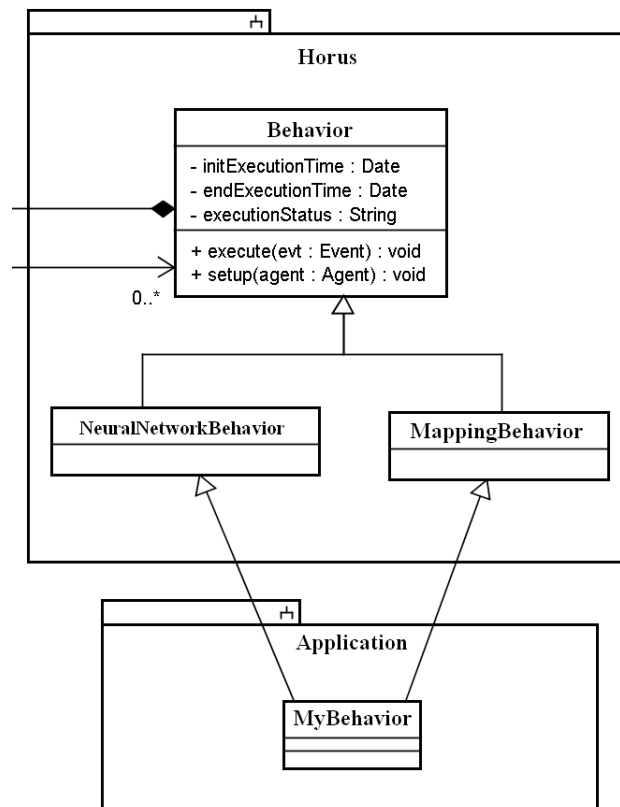 Horus
Behavior
- initExecutionTime : Date
- endExecutionTime : Date
- executionStatus : String
+ execute(evt : Event) : void
+ setup(agent : Agent) : void
0..*
NeuralNetworkBehavior
MappingBehavior
Application
MyBehavior